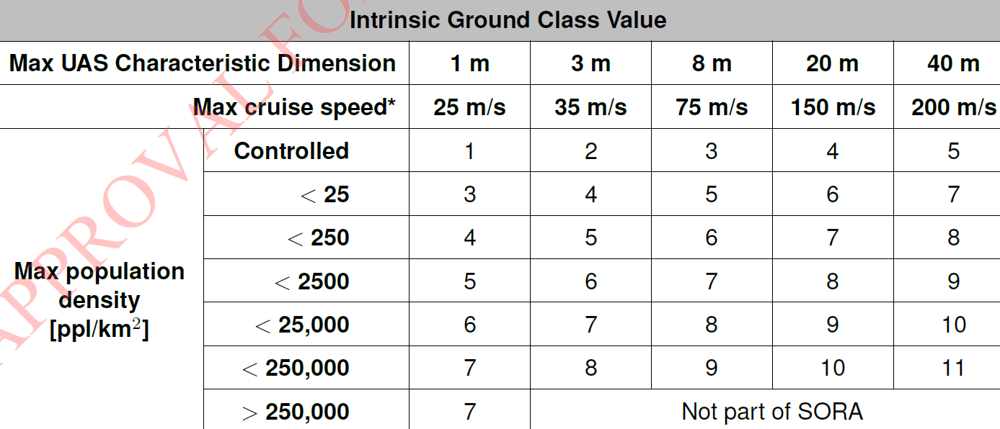 Intrinsic Ground Class Value
Max UAS Characteristic Dimension 1 m 3 m 8 m 20 m 40 m
Max cruise speed* 25 m/s 35 m/s 75 m/s 150 m/s 200 m/s
Max population density [ppl/km²]
Controlled 1 2 3 4 5
< 25 3 4 5 6 7
< 250 4 5 6 7 8
< 2500 5 6 7 8 9
< 25,000 6 7 8 9 10
< 250,000 7 8 9 10 11
> 250,000 7 Not part of SORA
APPROVAL FO